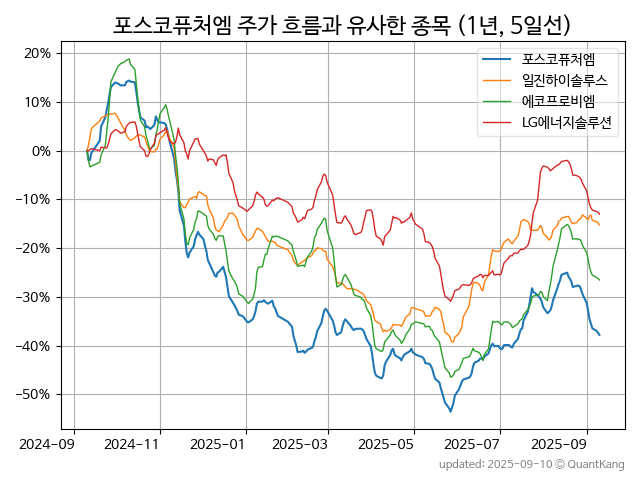 포스코퓨처엠 주가 흐름과 유사한 종목 (1년, 5일선)
포스코퓨처엠
일진하이솔루스
에코프로비엠
LG에너지솔루션
20%
10%
0%
−10%
−20%
−30%
−40%
−50%
2024-09 2024-11 2025-01 2025-03 2025-05 2025-07 2025-09
updated: 2025-09-10 © QuantKang